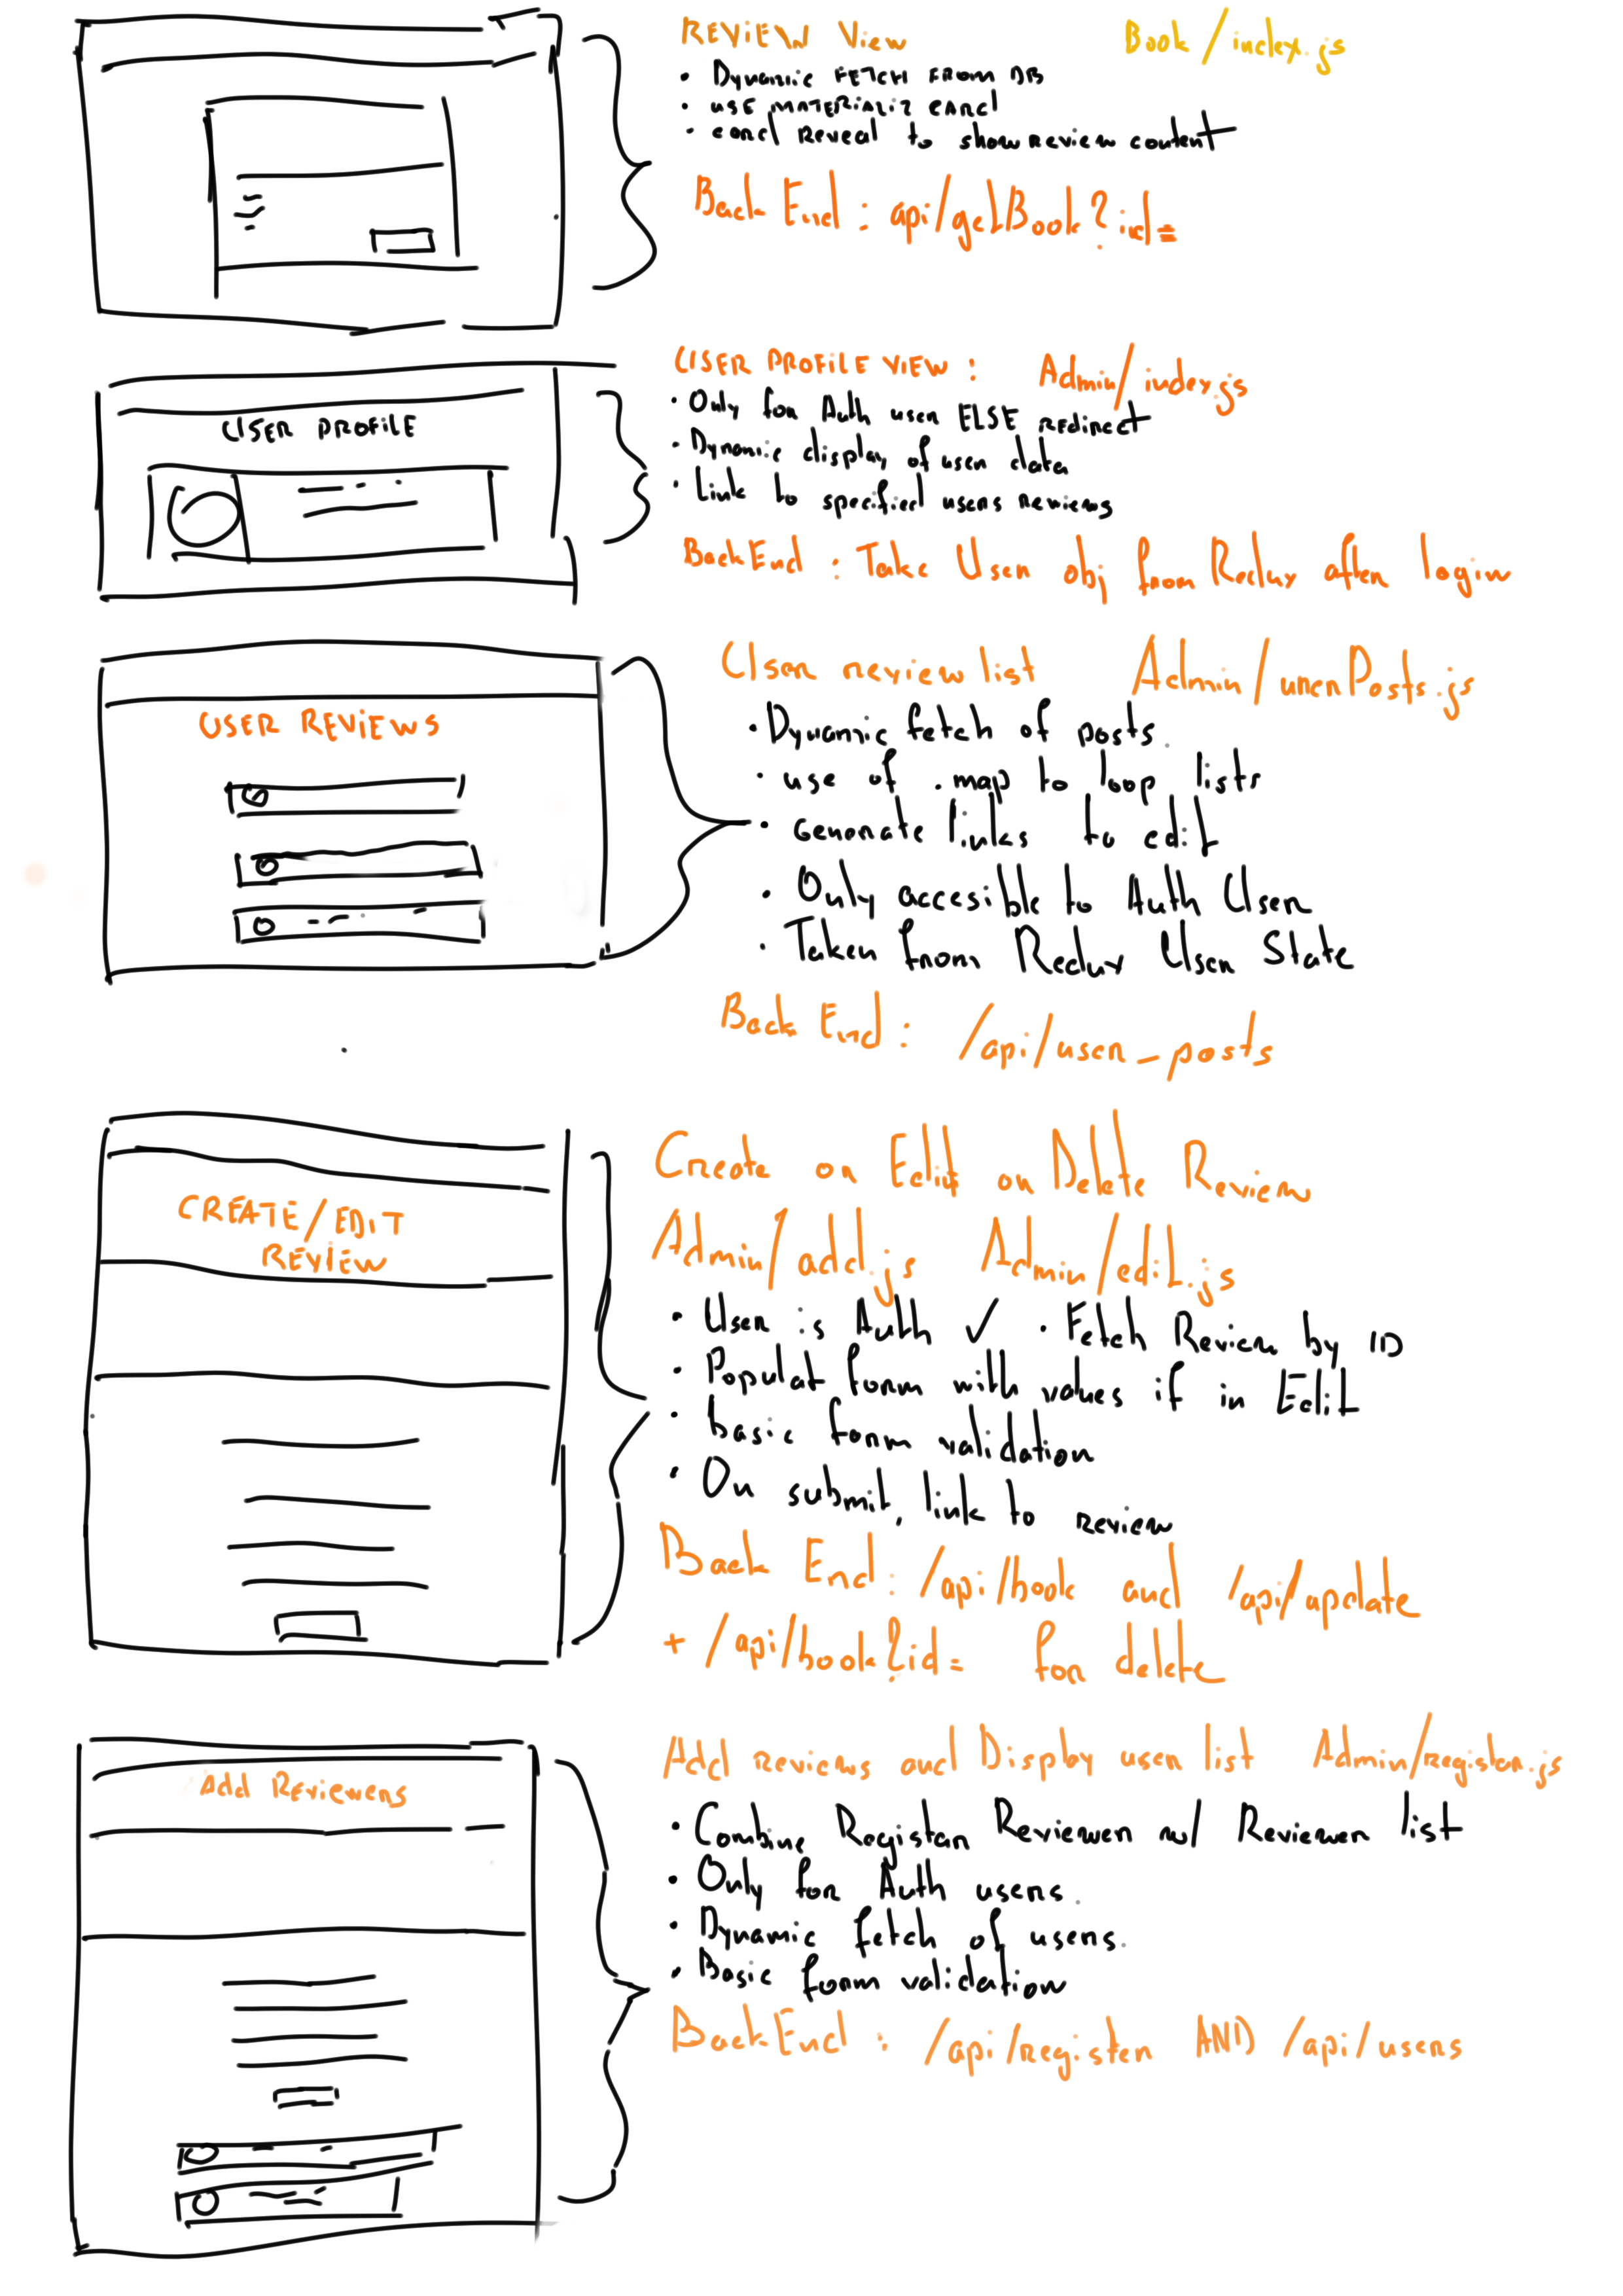 REVIEW View
Book/index.js
• Dynamic FETCH FROM DB
• USE MATERIALIZ CARd
• card Reveal to show review content
Back End : api/getBook?id=
USER PROFILE VIEW : Admin/index.js
• Only for Auth user ELSE REdirect
• Dynamic display of user data
• Link to specified users reviews
BackEnd : Take User obj from Redux after login
USER PROFILE
User review list
Admin/userPosts.js
• Dynamic fetch of posts.
• use of .map to loop lists
• Generate links to edit
• Only accesible to Auth User
• Taken from Redux User State
Back End : /api/user_posts
USER REVIEWS
Create or Edit or Delete Review
Admin/add.js Admin/edit.js
• User is Auth ✓ • Fetch Review by ID
• Populat form with values if in Edit
• basic form validation
• On submit, link to review
Back End : /api/book and /api/update
+ /api/book?id= for delete
CREATE/EDIT
REVIEW
Add reviews and Display user list Admin/register.js
• Combine Register Reviewer w/ Reviewer list
• Only for Auth users.
• Dynamic fetch of users.
• Basic form validation
BackEnd : /api/register AND /api/users
Add Reviewers